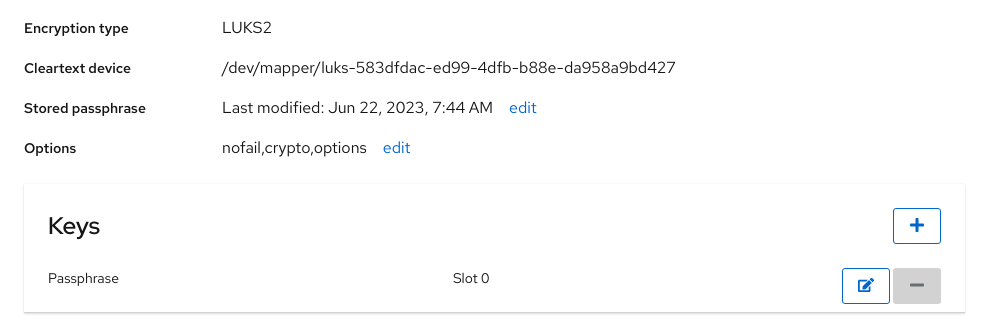 Encryption type LUKS2
Cleartext device /dev/mapper/luks-583dfdac-ed99-4dfb-b88e-da958a9bd427
Stored passphrase Last modified: Jun 22, 2023, 7:44 AM edit
Options nofail,crypto,options edit
Keys
Passphrase Slot 0